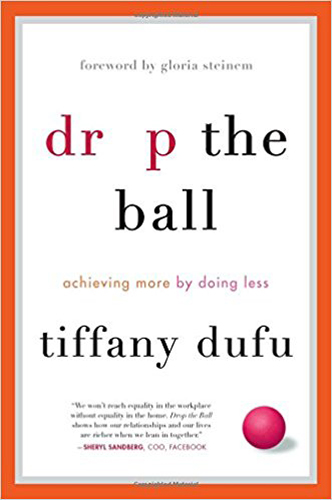 foreword by gloria steinem
dr p the
ball
achieving more by doing less
tiffany dufu
"We won't reach equality in the workplace
without equality in the home. Drop the Ball
shows how our relationships and our lives
are richer when we lean in together."
— SHERYL SANDBERG, COO, FACEBOOK